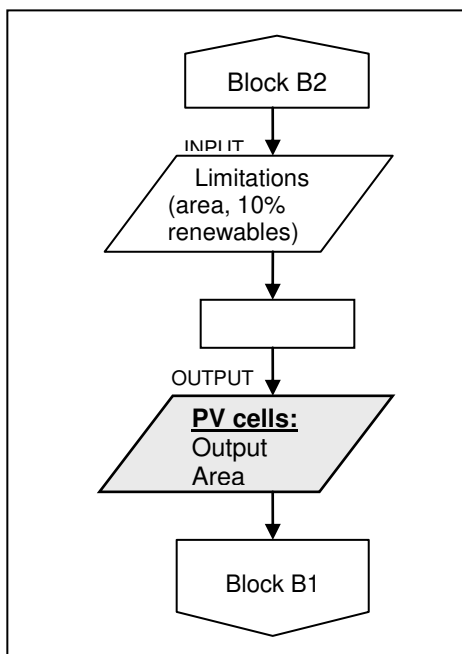 Block B2
INPUT
Limitations
(area, 10%
renewables)
OUTPUT
PV cells:
Output
Area
Block B1